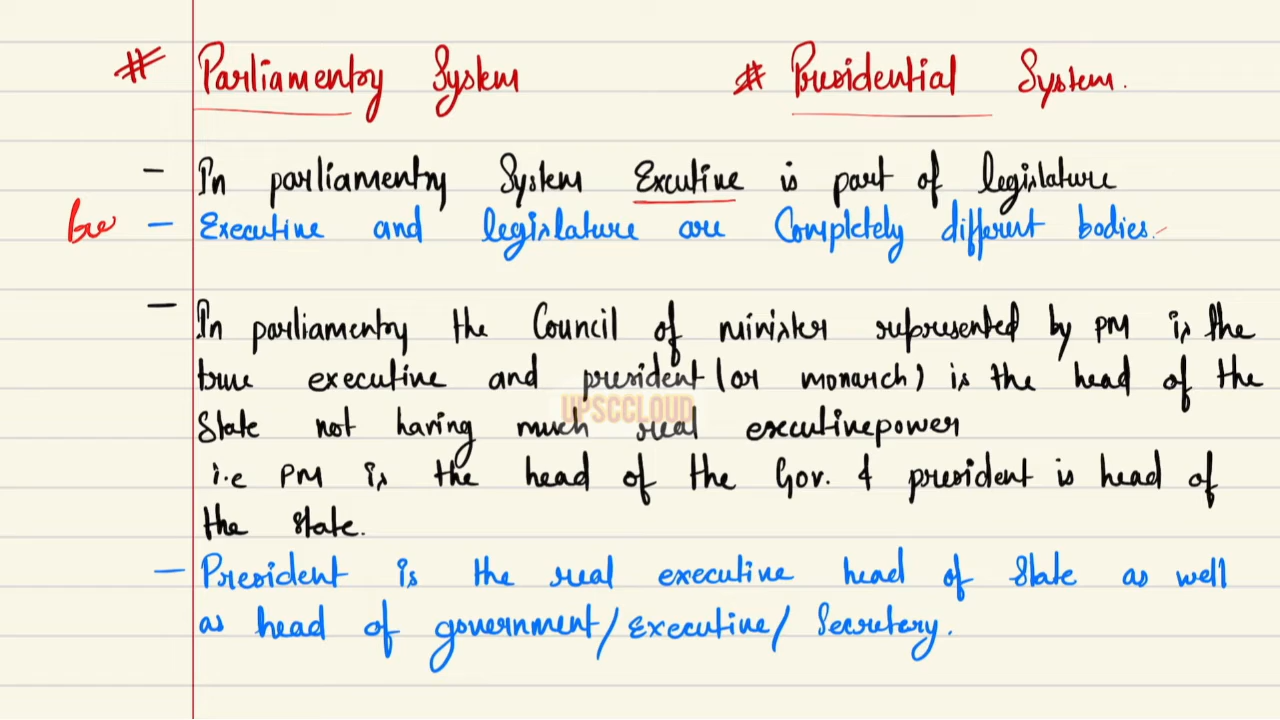 # Parliamentry System # Presidential System.
- In parliamentry System Excutive is part of legislature
- Executive and legislature are Completely different bodies.
- In parliamentry the Council of minister represented by PM is the
true executive and president (or monarch) is the head of the
UPSCCLOUD
State not having much real executivepower
i.e PM is the head of the Gov. & president is head of
the state.
- President is the real executive head of State as well
as head of government/Executive/ Secretery.